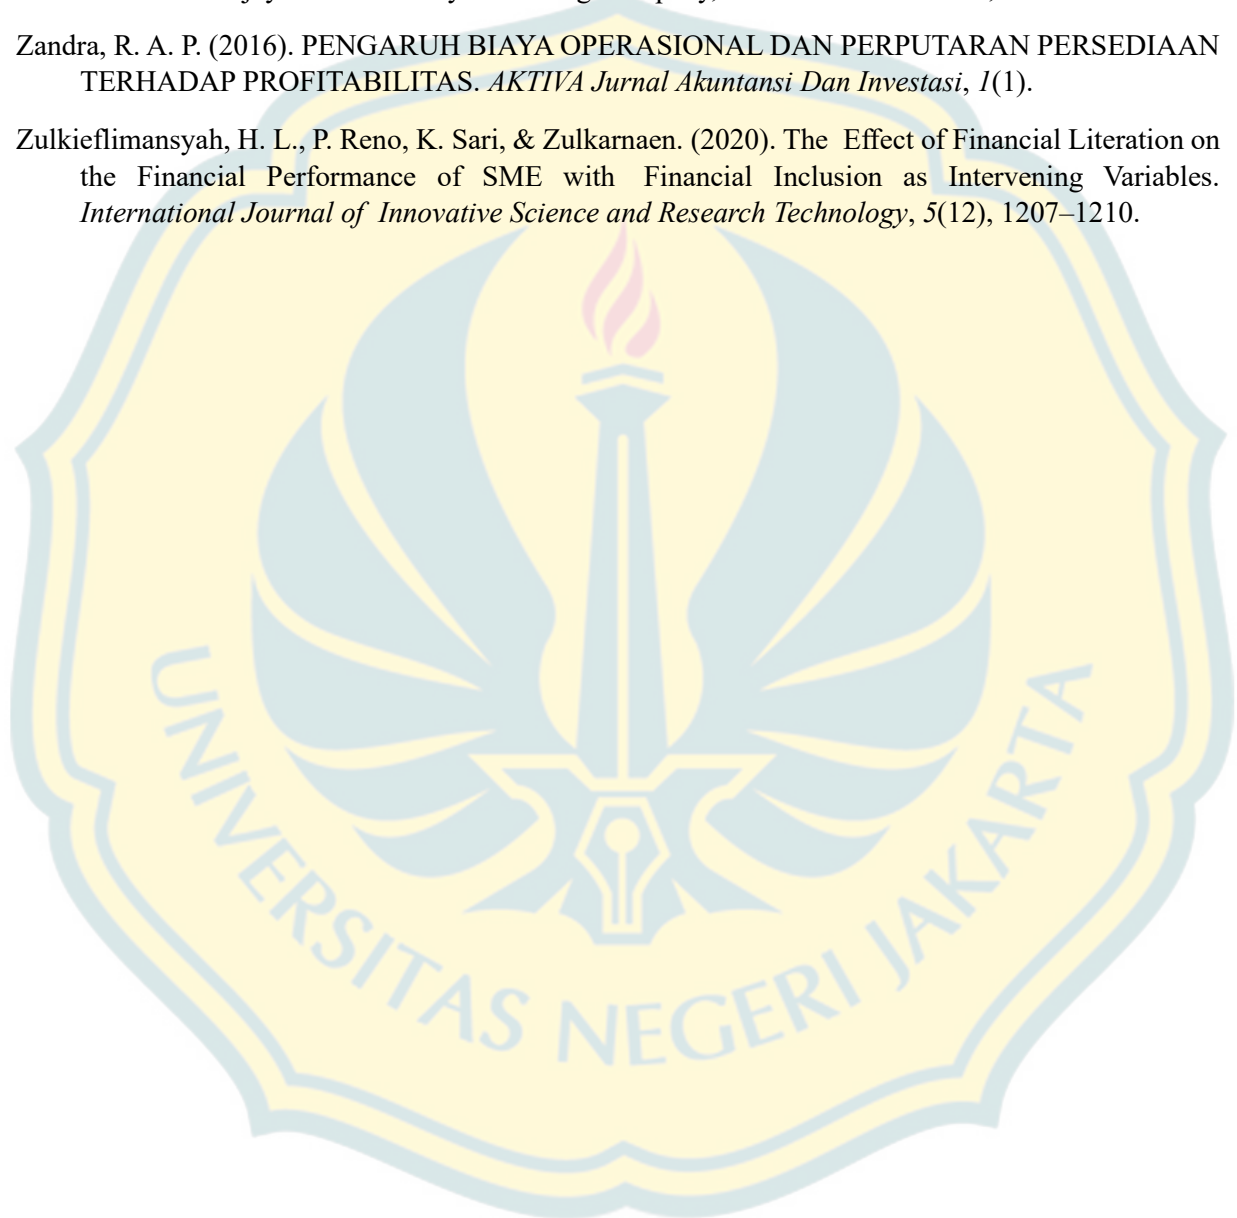 Zandra, R. A. P. (2016). PENGARUH BIAYA OPERASIONAL DAN PERPUTARAN PERSEDIAAN
TERHADAP PROFITABILITAS. AKTIVA Jurnal Akuntansi Dan Investasi, 1(1).
Zulkieflimansyah, H. L., P. Reno, K. Sari, & Zulkarnaen. (2020). The Effect of Financial Literation on
the Financial Performance of SME with Financial Inclusion as Intervening Variables.
International Journal of Innovative Science and Research Technology, 5(12), 1207–1210.
UNIVERSITAS NEGERI JAKARTA